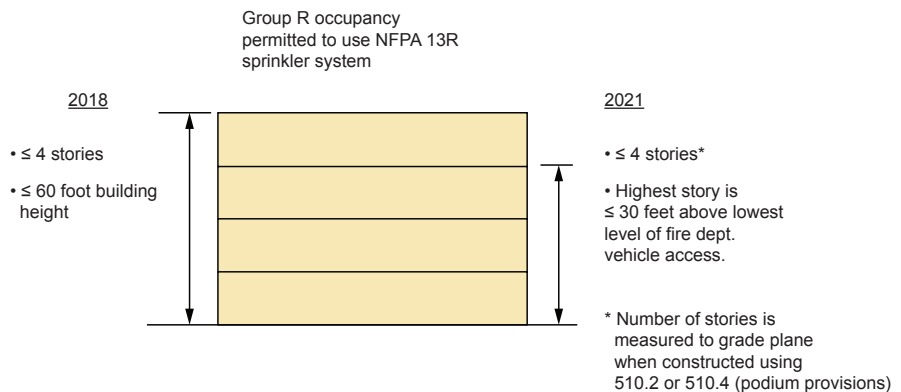 Group R occupancy
permitted to use NFPA 13R
sprinkler system
2018
• ≤ 4 stories
• ≤ 60 foot building
height
2021
• ≤ 4 stories*
• Highest story is
≤ 30 feet above lowest
level of fire dept.
vehicle access.
* Number of stories is
measured to grade plane
when constructed using
510.2 or 510.4 (podium provisions)